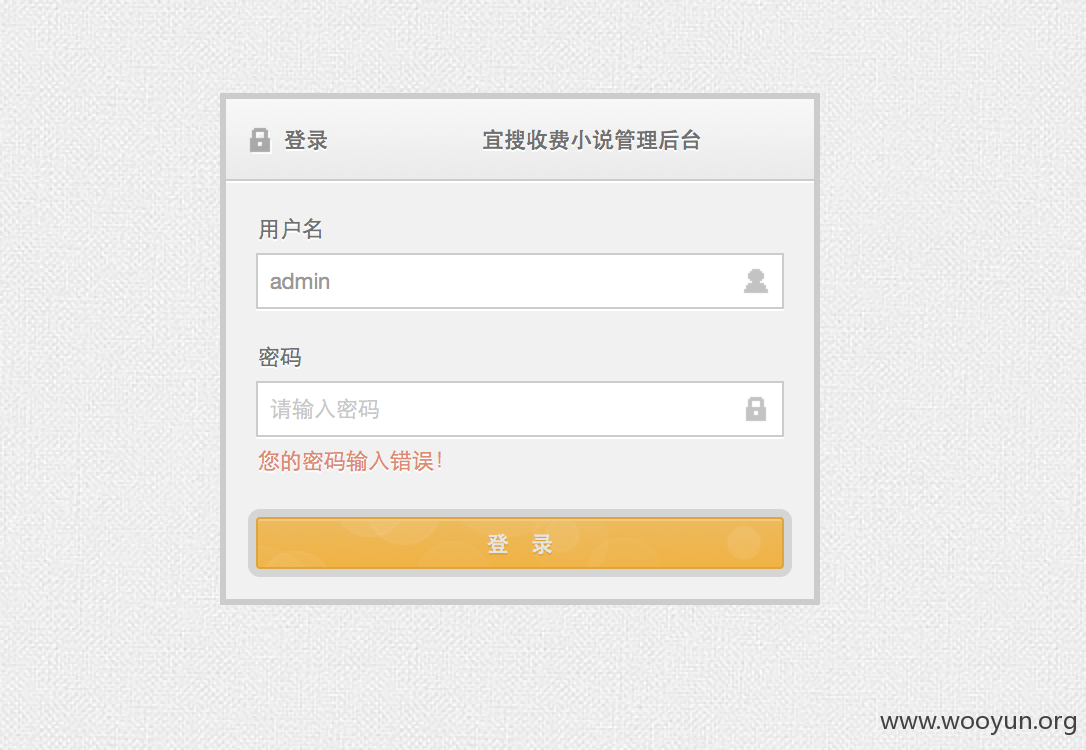 登录 宜搜收费小说管理后台
用户名
admin
密码
请输入密码
您的密码输入错误!
登 录
www.wooyun.org